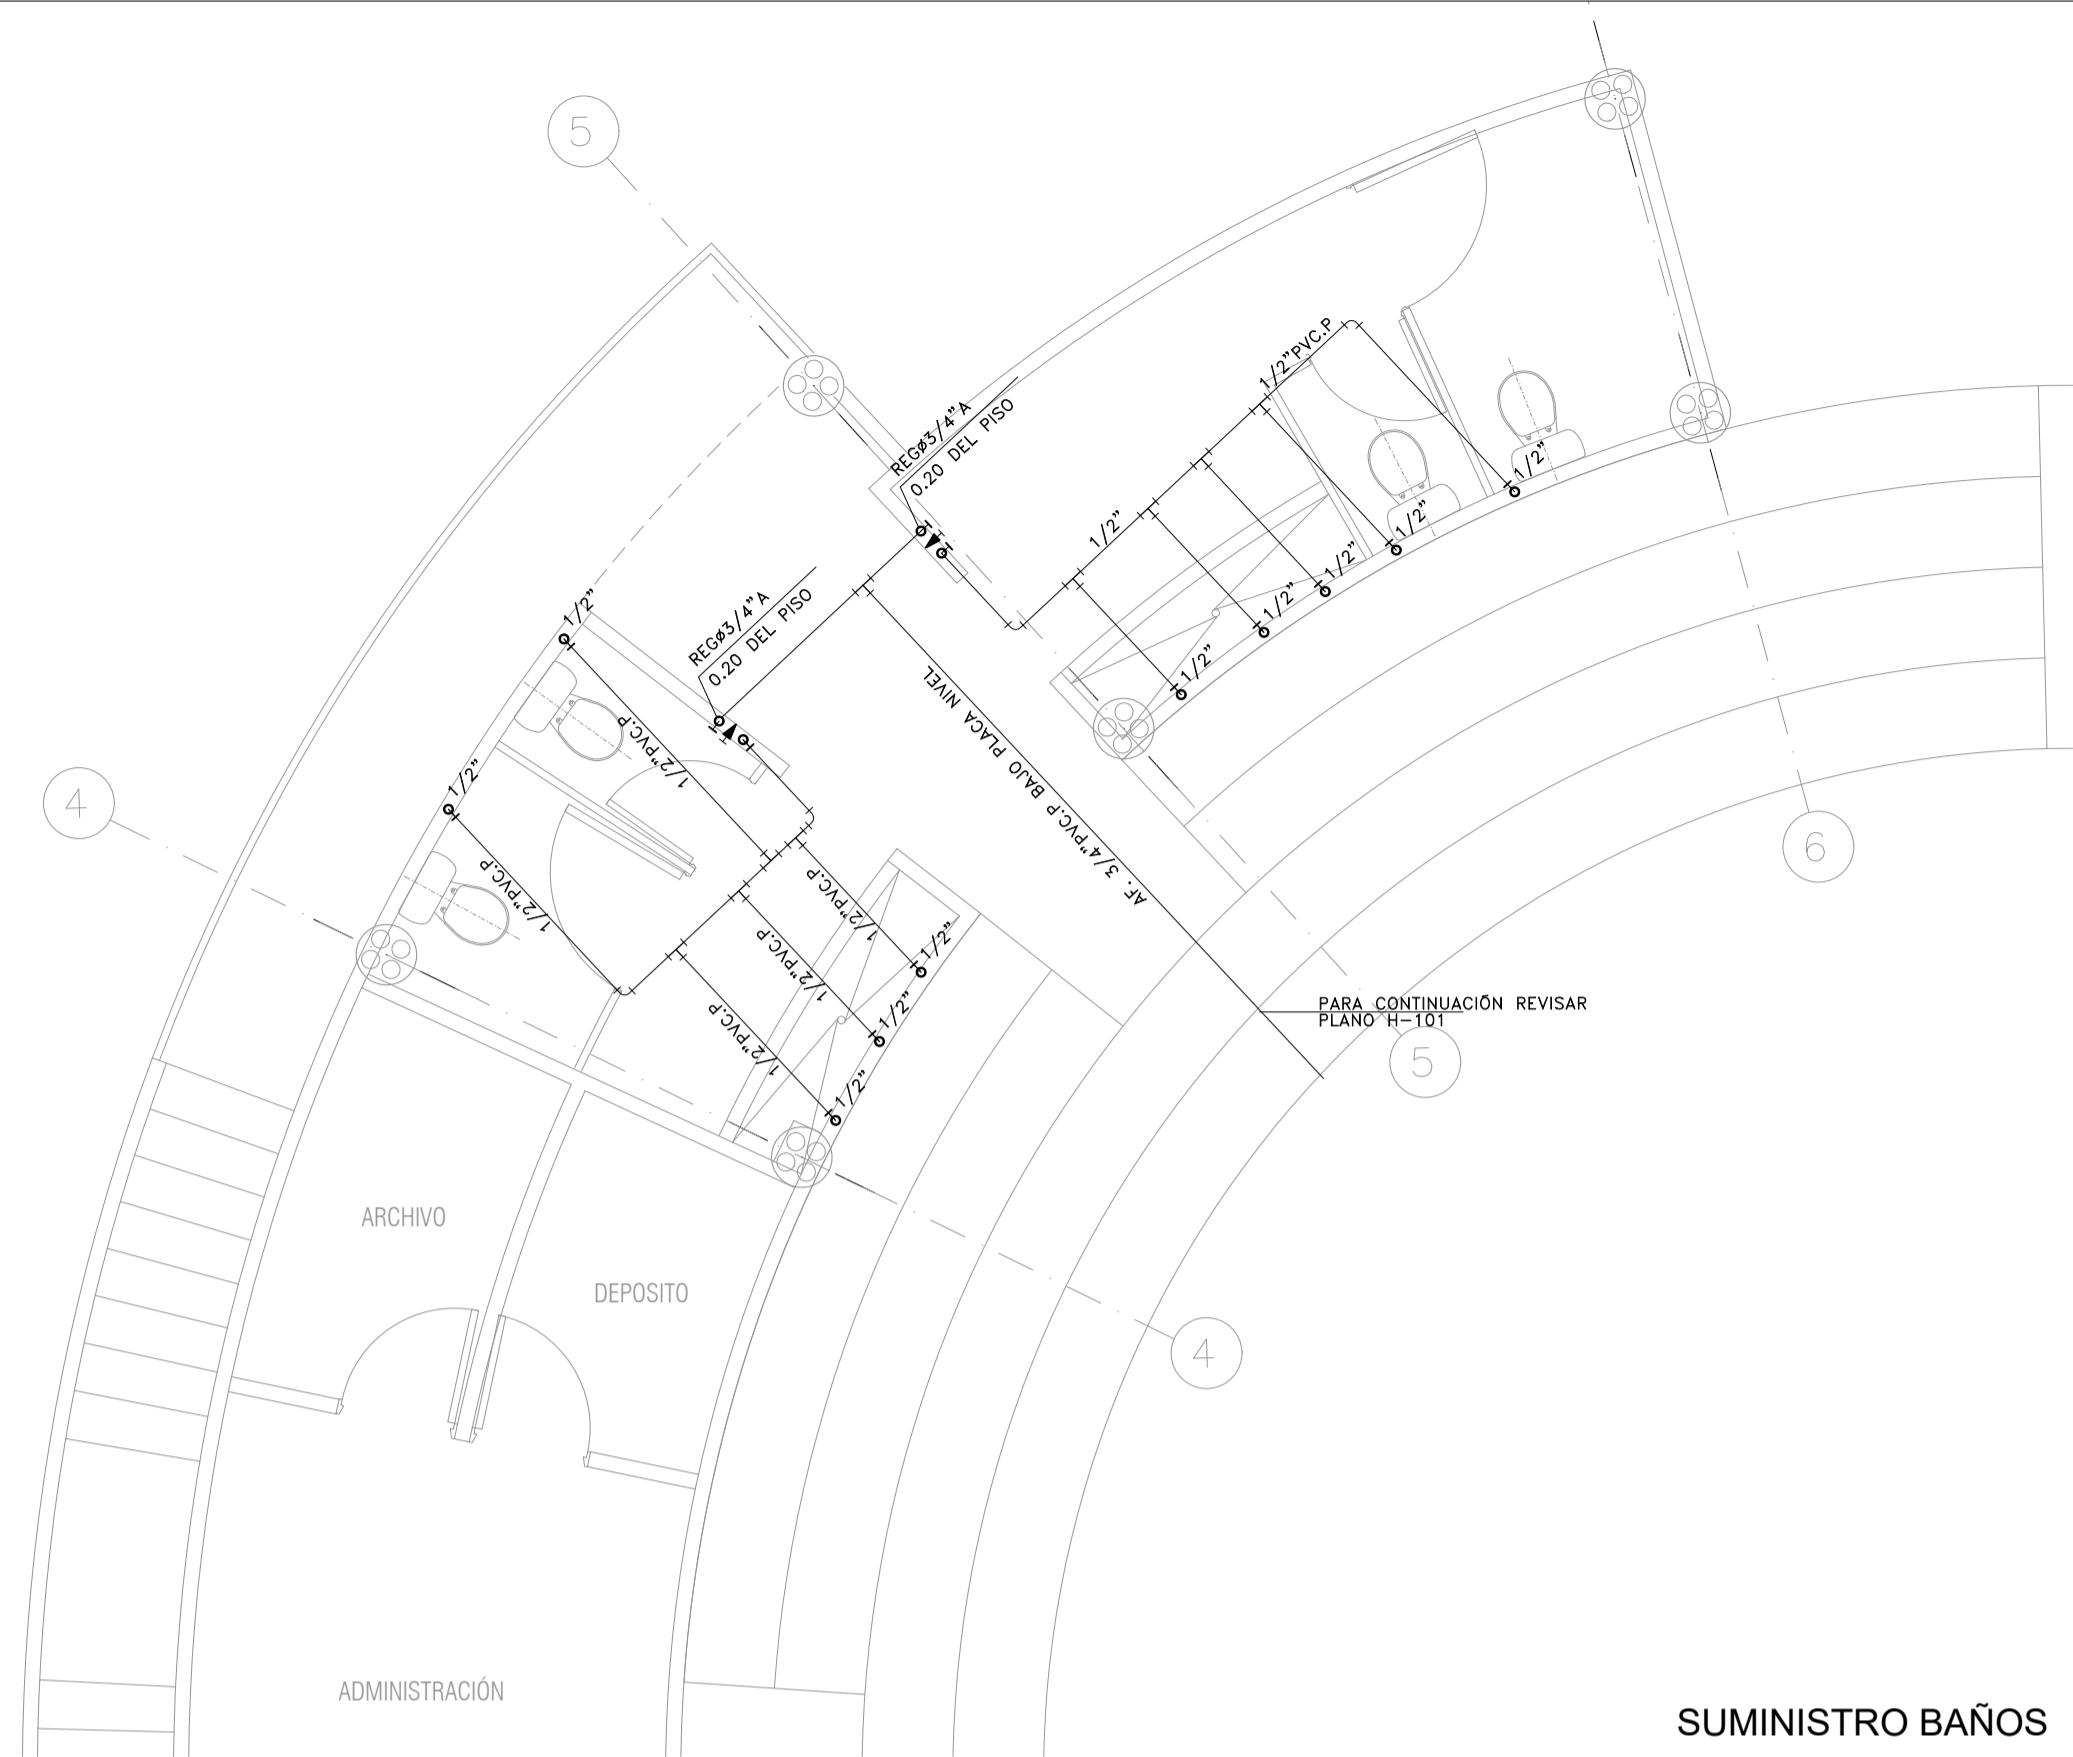 5
REGØ3/4"A
0.20 DEL PISO
1/2"PVC.P
1/2"
1/2"
1/2"
1/2"
1/2"
1/2"
REGØ3/4"A
0.20 DEL PISO
AF. 3/4"PVC.P BAJO PLACA NIVEL
1/2"
1/2"PVC.P
1/2"
1/2"PVC.P
1/2"PVC.P
1/2"
1/2"PVC.P
1/2"
1/2"PVC.P
1/2"
4
6
PARA CONTINUACIÓN REVISAR
PLANO H-101
5
4
ARCHIVO
DEPOSITO
ADMINISTRACIÓN
SUMINISTRO BAÑOS